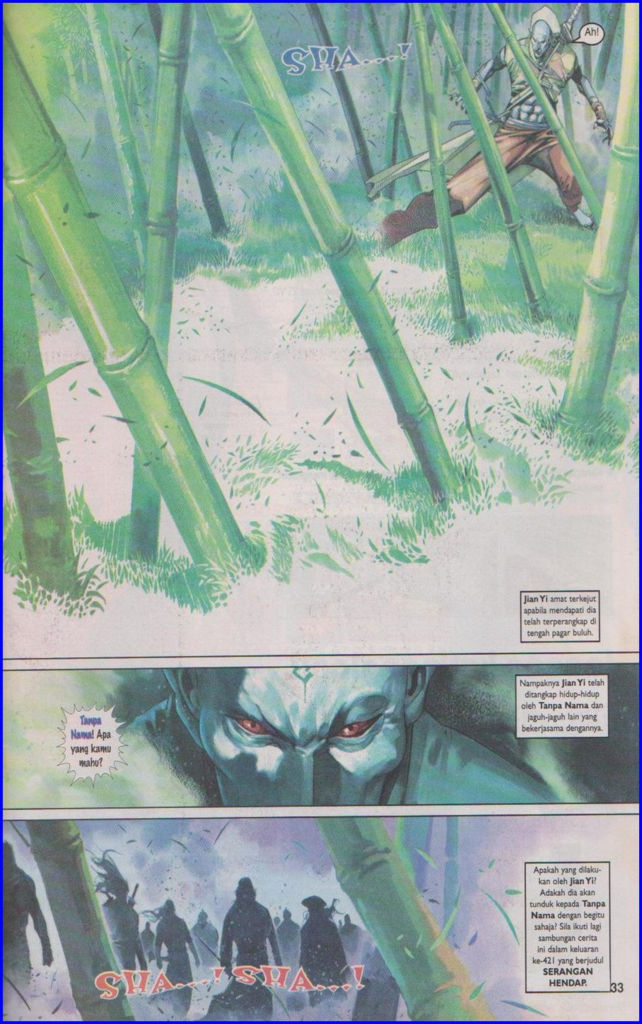 SHA....!
Ah!
Jian Yi amat terkejut
apabila mendapati dia
telah terperangkap di
tengah pagar buluh.
Nampaknya Jian Yi telah
ditangkap hidup-hidup
oleh Tanpa Nama dan
jaguh-jaguh lain yang
bekerjasama dengannya.
Tanpa
Nama! Apa
yang kamu
mahu?
Apakah yang dilaku-
kan oleh Jian Yi?
Adakah dia akan
tunduk kepada Tanpa
Nama dengan begitu
sahaja? Sila ikuti lagi
sambungan cerita
ini dalam keluaran
ke-421 yang berjudul
SERANGAN
HENDAP.
SHA....! SHA....!
33